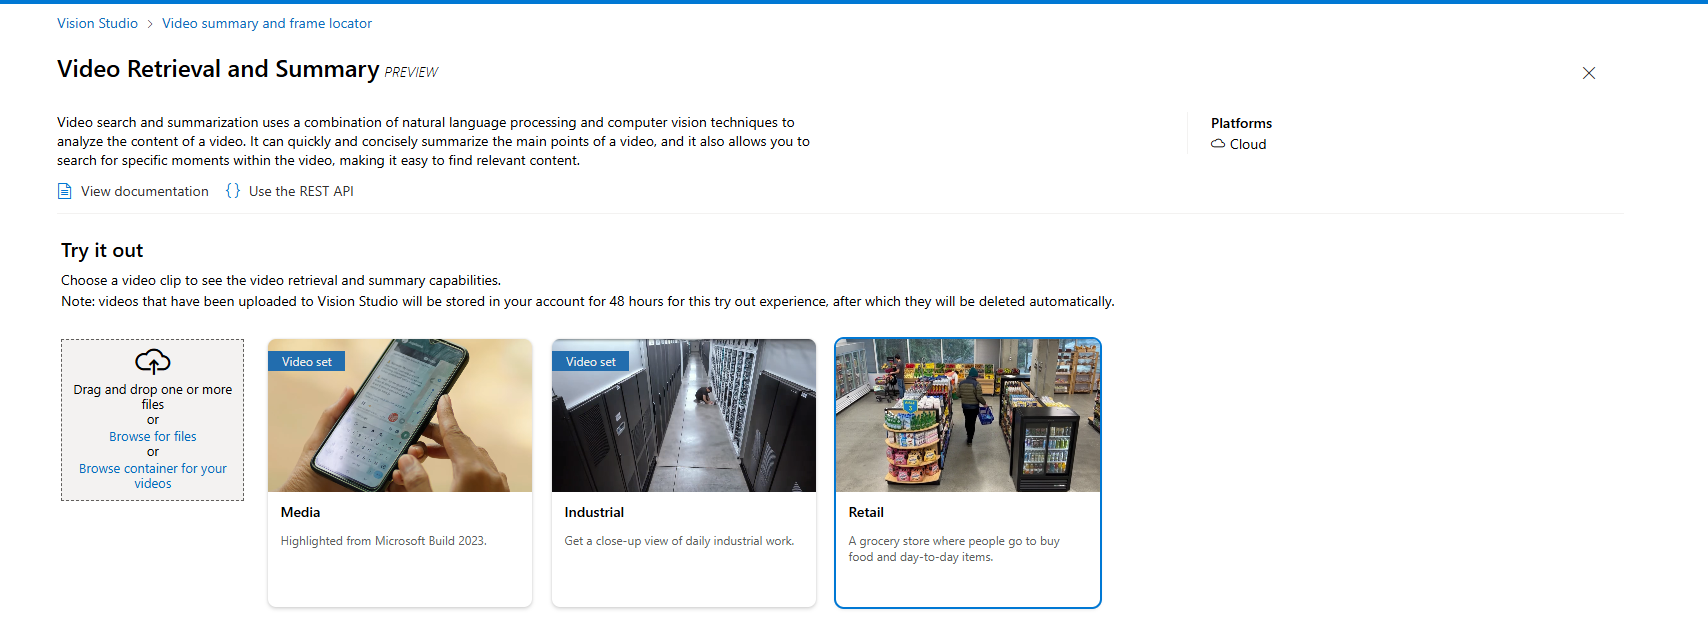 Vision Studio > Video summary and frame locator
Video Retrieval and Summary PREVIEW
Video search and summarization uses a combination of natural language processing and computer vision techniques to
analyze the content of a video. It can quickly and concisely summarize the main points of a video, and it also allows you to
search for specific moments within the video, making it easy to find relevant content.
Platforms
Cloud
View documentation {} Use the REST API
Try it out
Choose a video clip to see the video retrieval and summary capabilities.
Note: videos that have been uploaded to Vision Studio will be stored in your account for 48 hours for this try out experience, after which they will be deleted automatically.
Drag and drop one or more
files
or
Browse for files
or
Browse container for your
videos
Video set
Media
Highlighted from Microsoft Build 2023.
Video set
Industrial
Get a close-up view of daily industrial work.
Retail
A grocery store where people go to buy
food and day-to-day items.